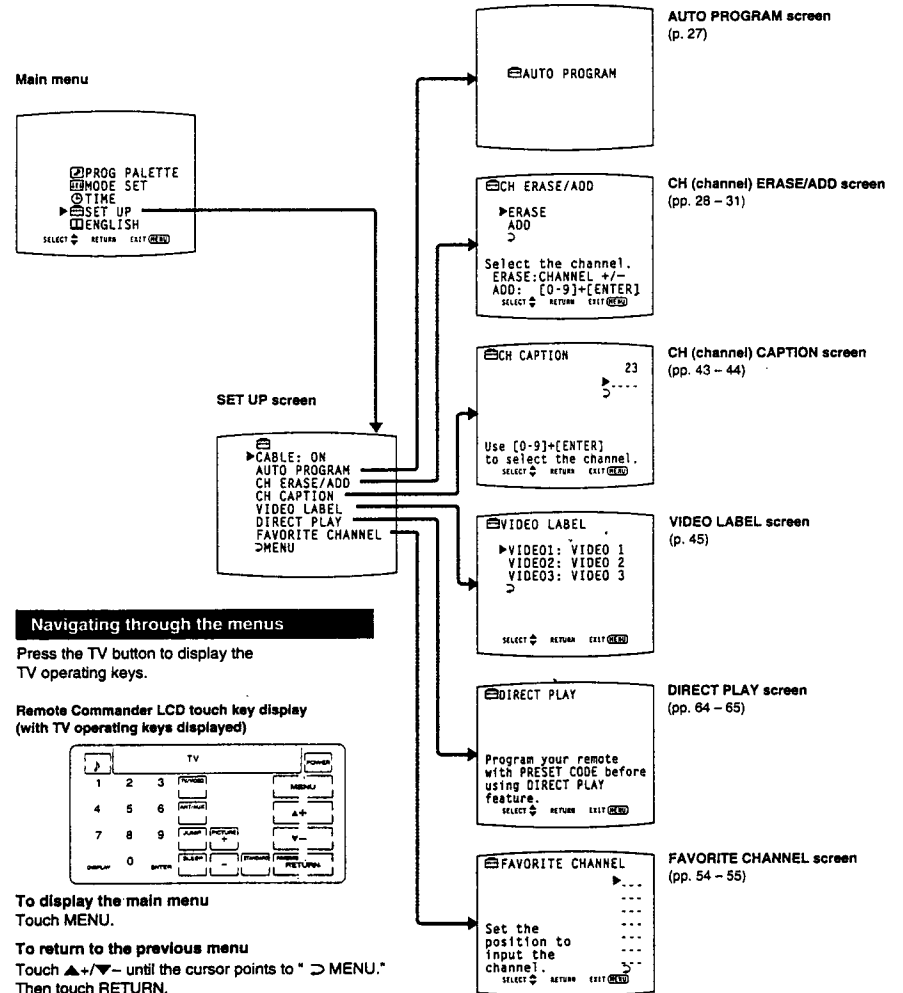 Main menu
PROG PALETTE
MODE SET
TIME
▶SET UP
ENGLISH
SELECT RETURN EXIT MENU
SET UP screen
▶CABLE: ON
AUTO PROGRAM
CH ERASE/ADD
CH CAPTION
VIDEO LABEL
DIRECT PLAY
FAVORITE CHANNEL
⊃MENU
AUTO PROGRAM
AUTO PROGRAM screen
(p. 27)
CH ERASE/ADD
▶ERASE
ADD
⊃
Select the channel.
ERASE:CHANNEL +/−
ADD: [0-9]+[ENTER]
SELECT RETURN EXIT MENU
CH (channel) ERASE/ADD screen
(pp. 28 – 31)
CH CAPTION
23
▶----
⊃
Use [0-9]+[ENTER]
to select the channel.
SELECT RETURN EXIT MENU
CH (channel) CAPTION screen
(pp. 43 – 44)
VIDEO LABEL
▶VIDEO1: VIDEO 1
VIDEO2: VIDEO 2
VIDEO3: VIDEO 3
⊃
SELECT RETURN EXIT MENU
VIDEO LABEL screen
(p. 45)
DIRECT PLAY
Program your remote
with PRESET CODE before
using DIRECT PLAY
feature.
SELECT RETURN EXIT MENU
DIRECT PLAY screen
(pp. 64 – 65)
FAVORITE CHANNEL
▶---
---
---
---
---
---
---
⊃
Set the
position to
input the
channel.
SELECT RETURN EXIT MENU
FAVORITE CHANNEL screen
(pp. 54 – 55)
Navigating through the menus
Press the TV button to display the
TV operating keys.
Remote Commander LCD touch key display
(with TV operating keys displayed)
♪ TV POWER
1 2 3 TV/VIDEO MENU
4 5 6 ANT/AUX ▲+
7 8 9 JUMP PICTURE + ▼−
DISPLAY 0 ENTER SLEEP − STANDARD RETURN
To display the main menu
Touch MENU.
To return to the previous menu
Touch ▲+/▼− until the cursor points to " ⊃ MENU."
Then touch RETURN.